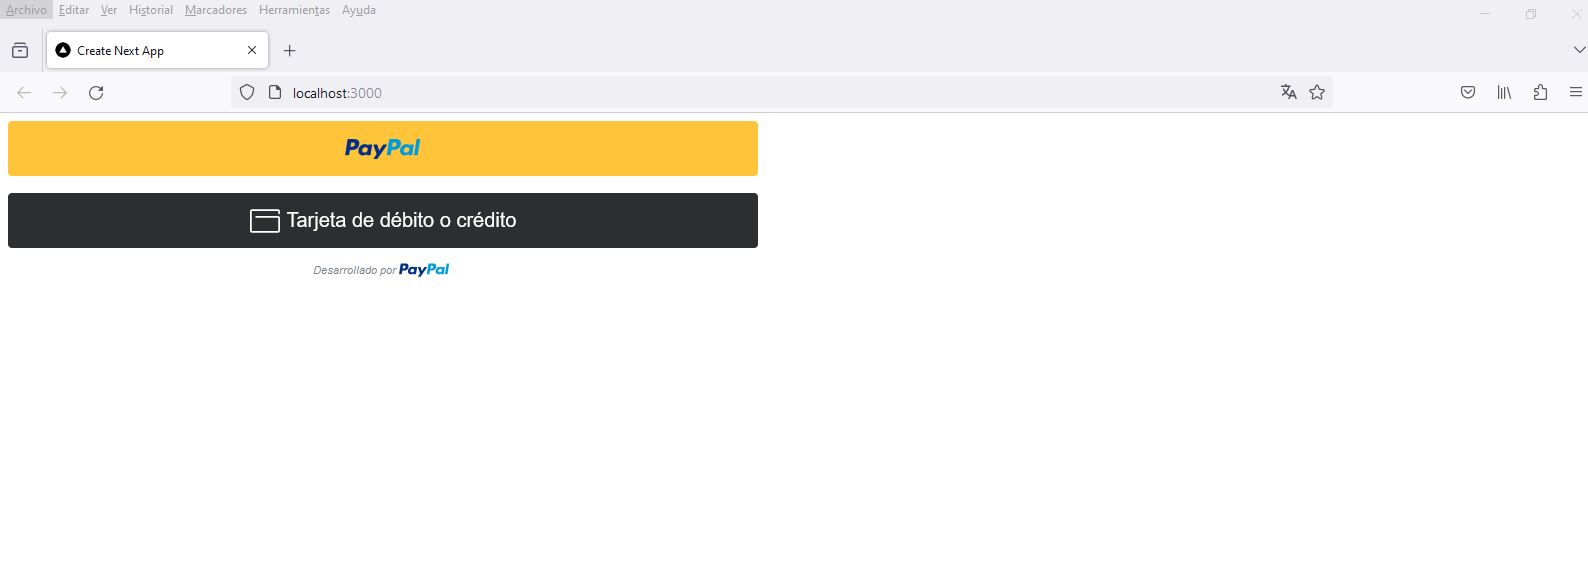 Archivo Editar Ver Historial Marcadores Herramientas Ayuda
Create Next App
localhost:3000
PayPal
Tarjeta de débito o crédito
Desarrollado por PayPal